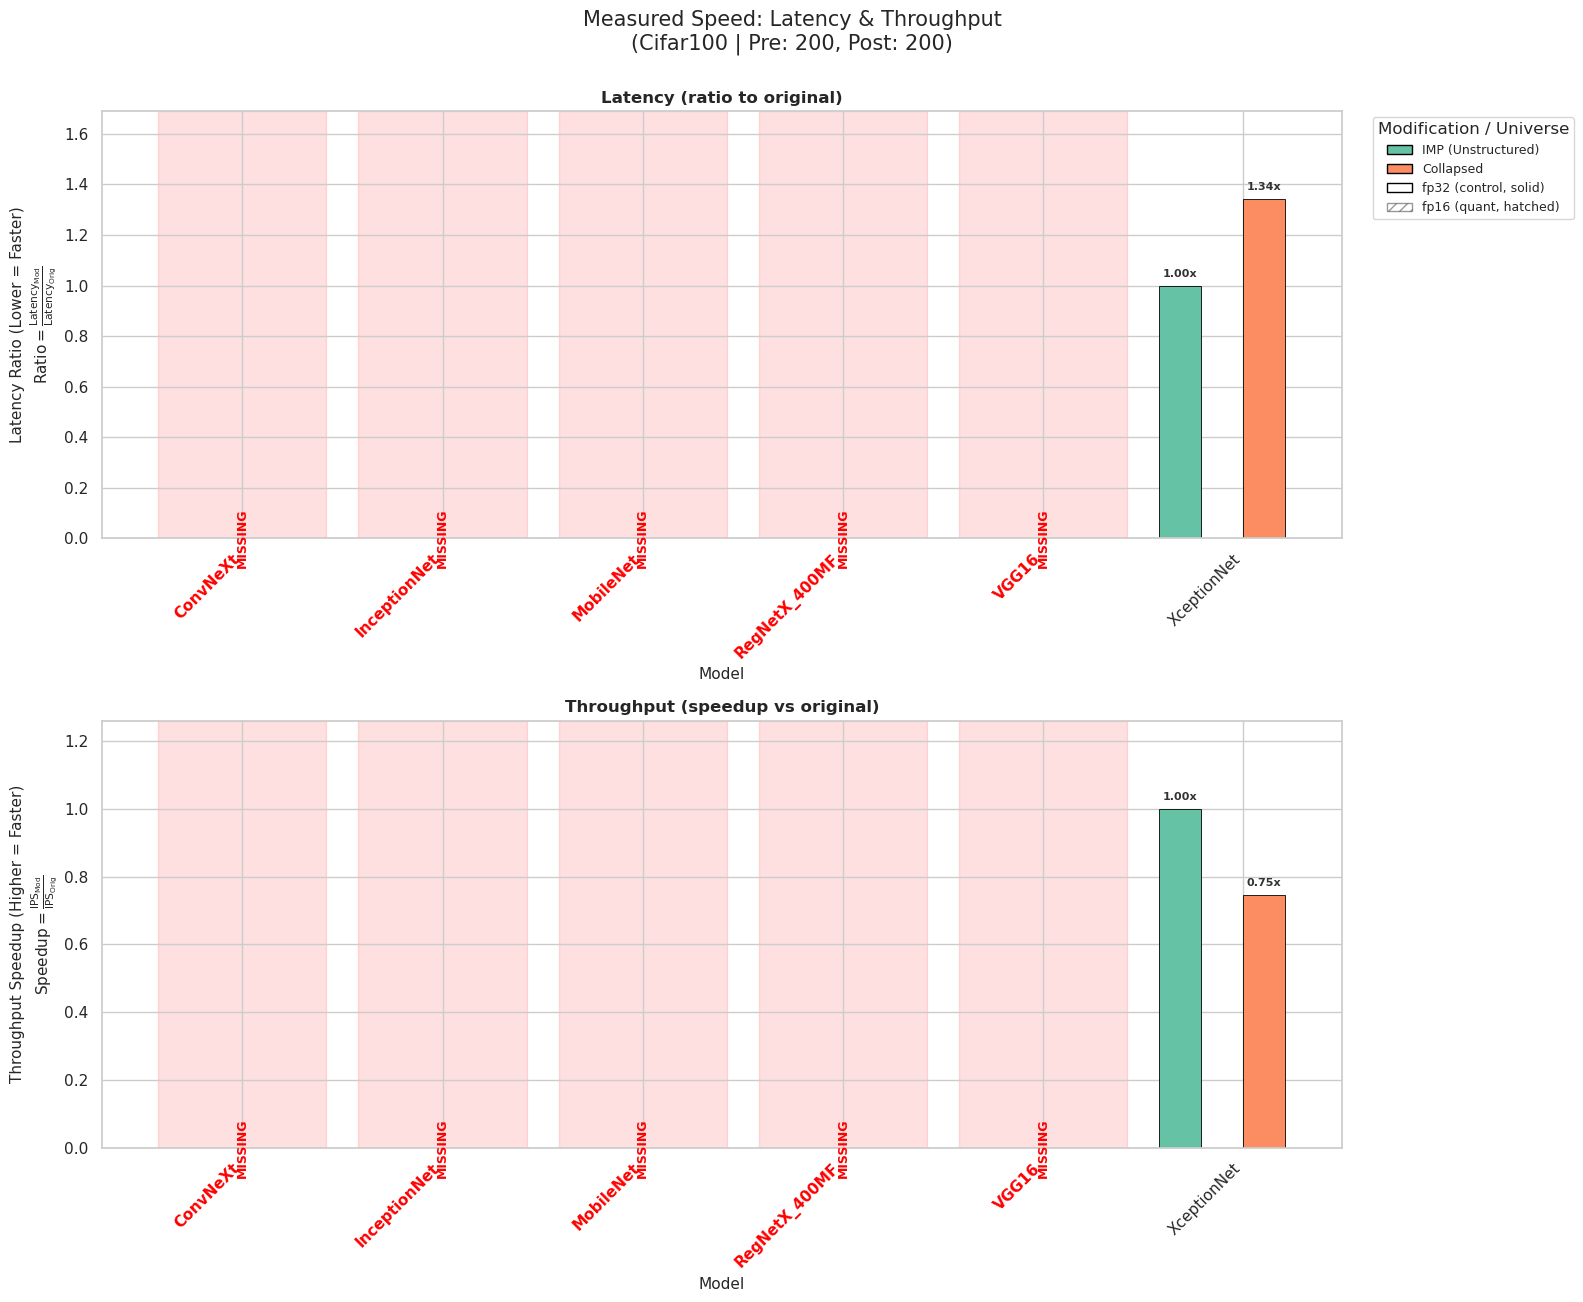 Measured Speed: Latency & Throughput
(Cifar100 | Pre: 200, Post: 200)
Latency (ratio to original)
Latency Ratio (Lower = Faster)
Ratio = Latency_Mod / Latency_Orig
1.6
1.4
1.2
1.0
0.8
0.6
0.4
0.2
0.0
1.00x
1.34x
MISSING
MISSING
MISSING
MISSING
MISSING
ConvNeXt
InceptionNet
MobileNet
RegNetX_400MF
VGG16
XceptionNet
Model
Modification / Universe
IMP (Unstructured)
Collapsed
fp32 (control, solid)
fp16 (quant, hatched)
Throughput (speedup vs original)
Throughput Speedup (Higher = Faster)
Speedup = IPS_Mod / IPS_Orig
1.2
1.0
0.8
0.6
0.4
0.2
0.0
1.00x
0.75x
MISSING
MISSING
MISSING
MISSING
MISSING
ConvNeXt
InceptionNet
MobileNet
RegNetX_400MF
VGG16
XceptionNet
Model